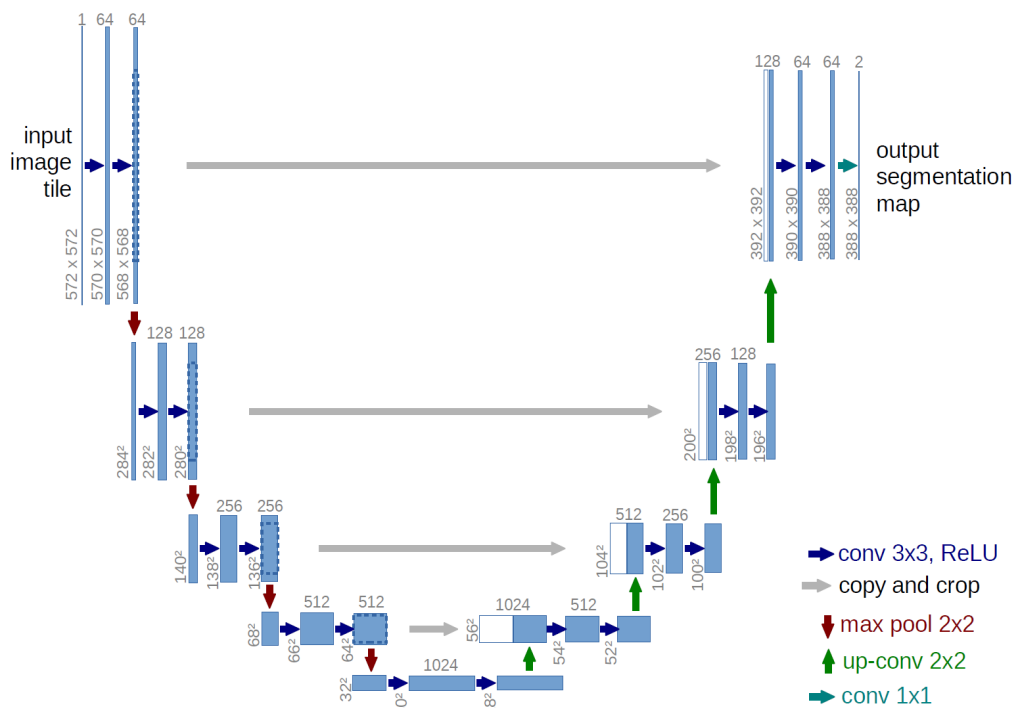 1 64 64
input
image
tile
572 x 572
570 x 570
568 x 568
128 64 64 2
output
segmentation
map
392 x 392
390 x 390
388 x 388
388 x 388
128 128
284²
282²
280²
256 128
200²
198²
196²
256 256
140²
138²
136²
512 256
104²
102²
100²
512 512
68²
66²
64²
1024 512
56²
54²
52²
1024
32²
0²
8²
conv 3x3, ReLU
copy and crop
max pool 2x2
up-conv 2x2
conv 1x1